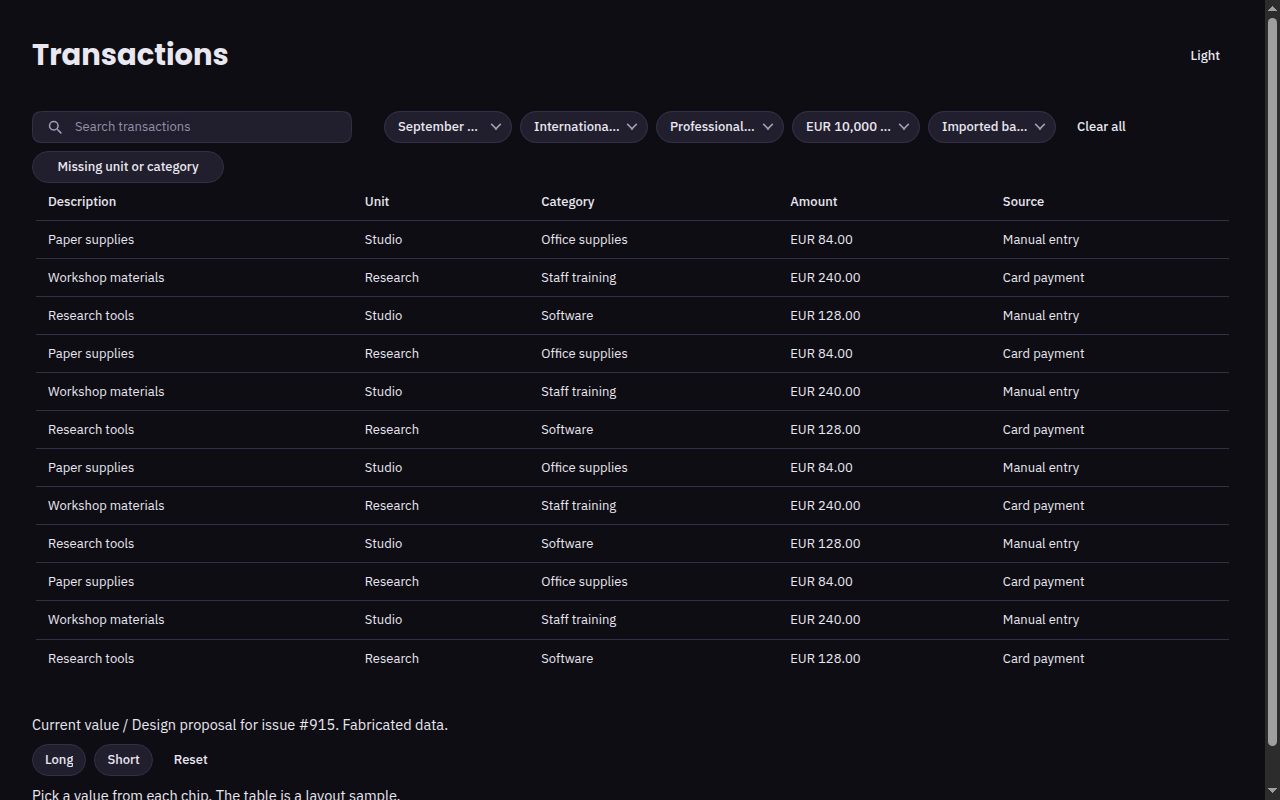 Transactions
Light
Search transactions
September ...
Internationa...
Professional...
EUR 10,000 ...
Imported ba...
Clear all
Missing unit or category
Description Unit Category Amount Source
Paper supplies Studio Office supplies EUR 84.00 Manual entry
Workshop materials Research Staff training EUR 240.00 Card payment
Research tools Studio Software EUR 128.00 Manual entry
Paper supplies Research Office supplies EUR 84.00 Card payment
Workshop materials Studio Staff training EUR 240.00 Manual entry
Research tools Research Software EUR 128.00 Card payment
Paper supplies Studio Office supplies EUR 84.00 Manual entry
Workshop materials Research Staff training EUR 240.00 Card payment
Research tools Studio Software EUR 128.00 Manual entry
Paper supplies Research Office supplies EUR 84.00 Card payment
Workshop materials Studio Staff training EUR 240.00 Manual entry
Research tools Research Software EUR 128.00 Card payment
Current value / Design proposal for issue #915. Fabricated data.
Long Short Reset
Pick a value from each chip. The table is a layout sample.